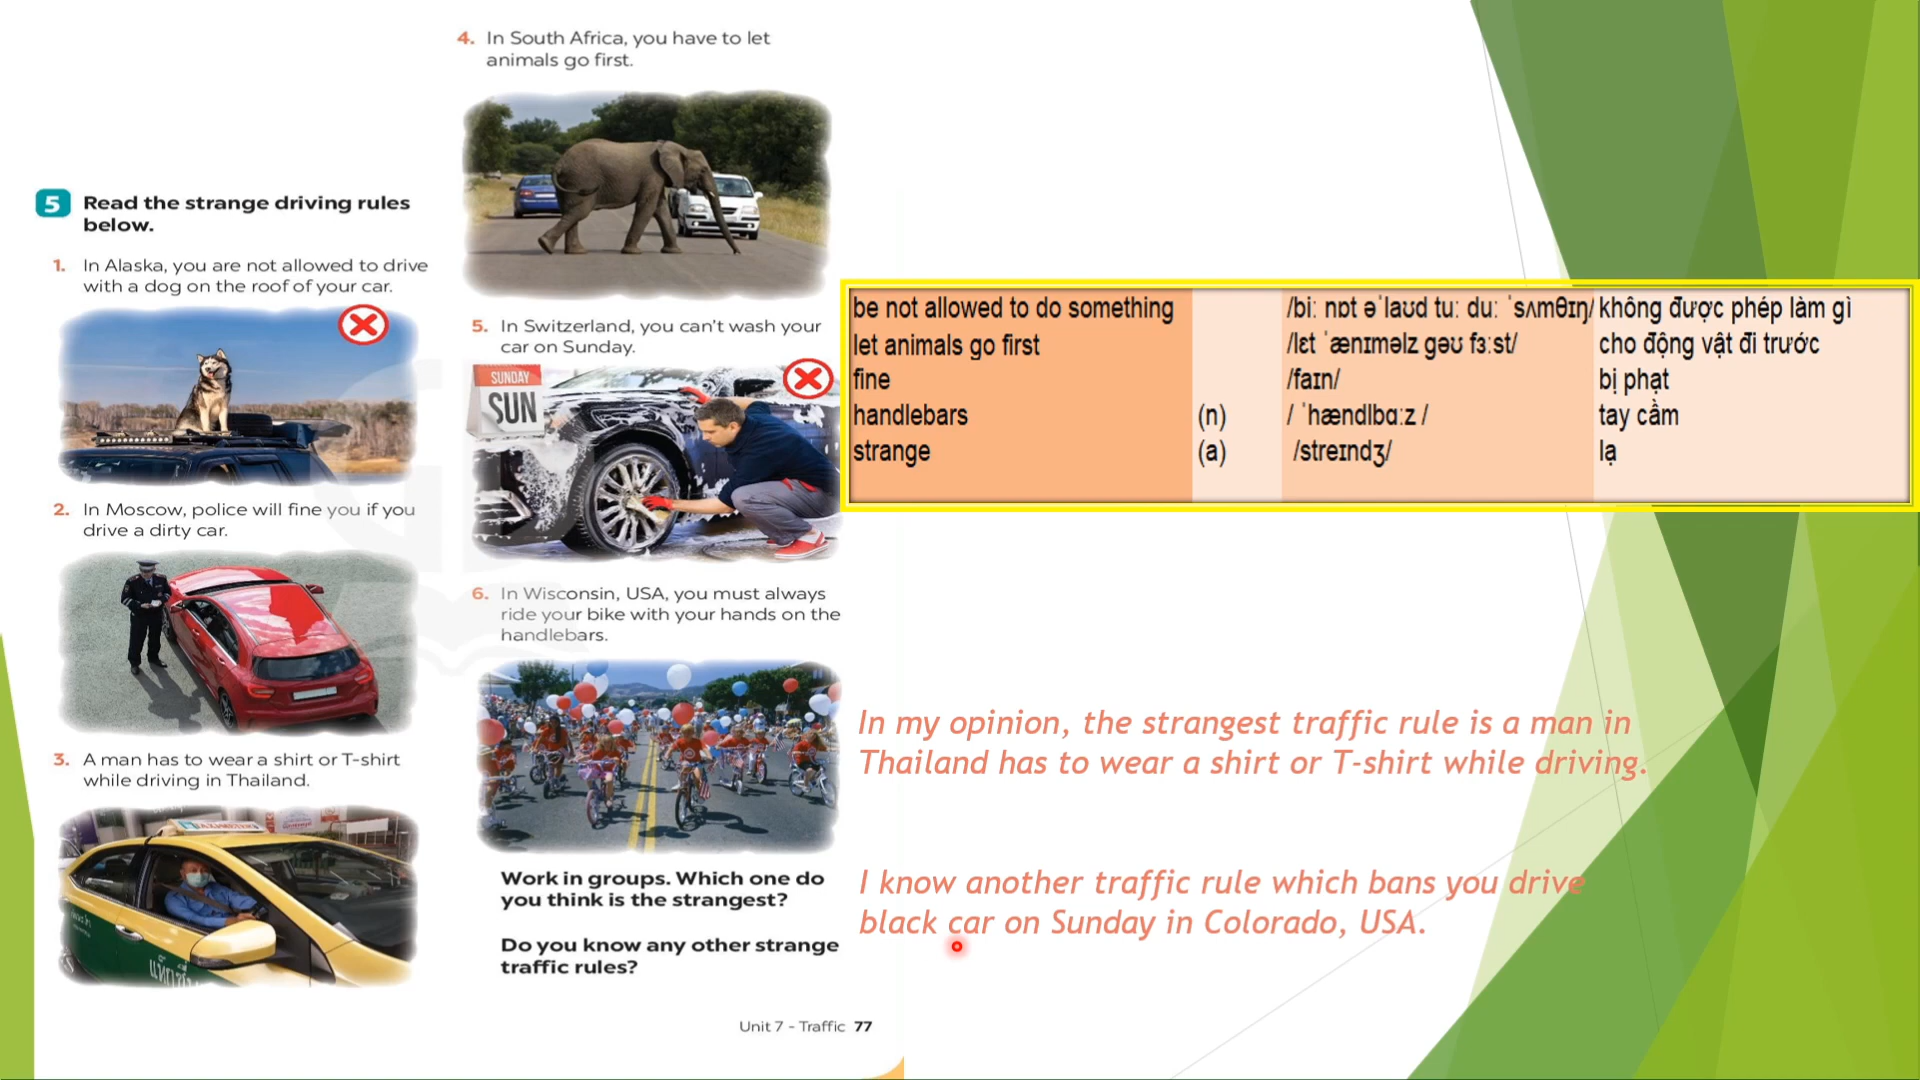 5 Read the strange driving rules
below.
1. In Alaska, you are not allowed to drive
with a dog on the roof of your car.
2. In Moscow, police will fine you if you
drive a dirty car.
3. A man has to wear a shirt or T-shirt
while driving in Thailand.
4. In South Africa, you have to let
animals go first.
5. In Switzerland, you can't wash your
car on Sunday.
SUNDAY
SUN
6. In Wisconsin, USA, you must always
ride your bike with your hands on the
handlebars.
Work in groups. Which one do
you think is the strangest?
Do you know any other strange
traffic rules?
Unit 7 - Traffic 77
be not allowed to do something /biː nɒt əˈlaʊd tuː duː ˈsʌmθɪŋ/ không được phép làm gì
let animals go first /lɛt ˈænɪməlz gəʊ fɜːst/ cho động vật đi trước
fine /faɪn/ bị phạt
handlebars (n) / ˈhændlbɑːz / tay cầm
strange (a) /streɪndʒ/ lạ
In my opinion, the strangest traffic rule is a man in
Thailand has to wear a shirt or T-shirt while driving.
I know another traffic rule which bans you drive
black car on Sunday in Colorado, USA.